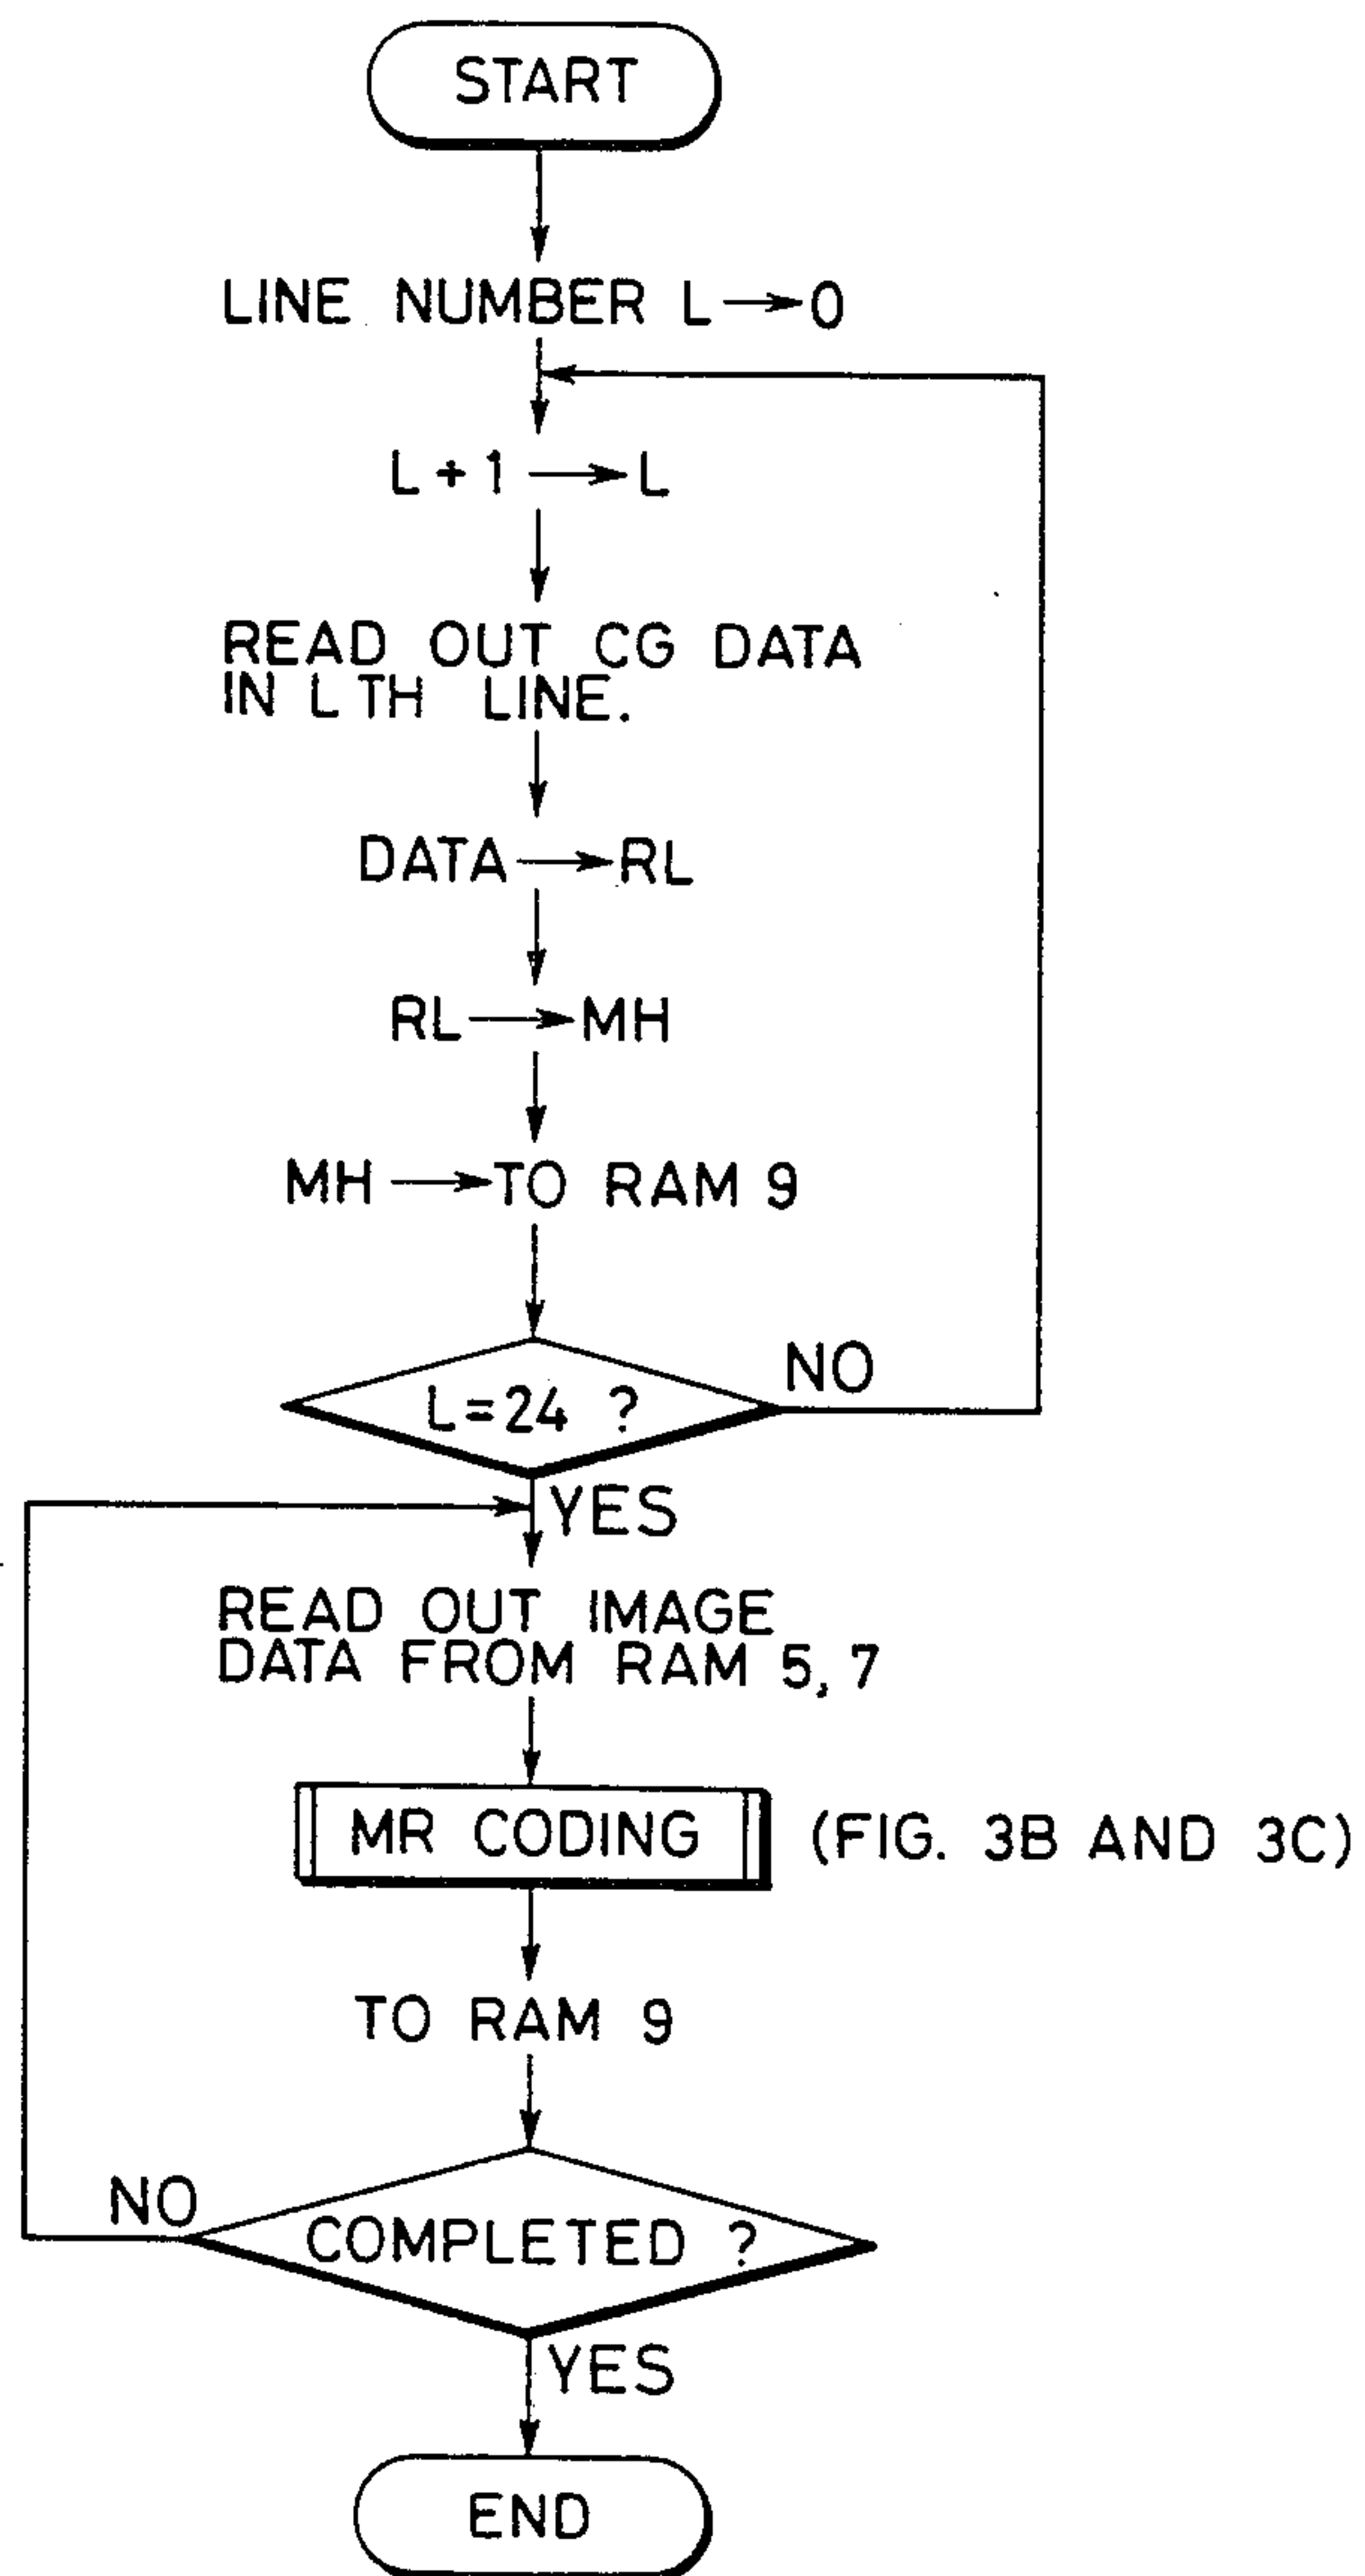 START
LINE NUMBER L→0
L+1→L
READ OUT CG DATA
IN L TH LINE.
DATA→RL
RL→MH
MH→TO RAM 9
L=24 ?
NO
YES
READ OUT IMAGE
DATA FROM RAM 5, 7
MR CODING (FIG. 3B AND 3C)
TO RAM 9
NO
COMPLETED ?
YES
END